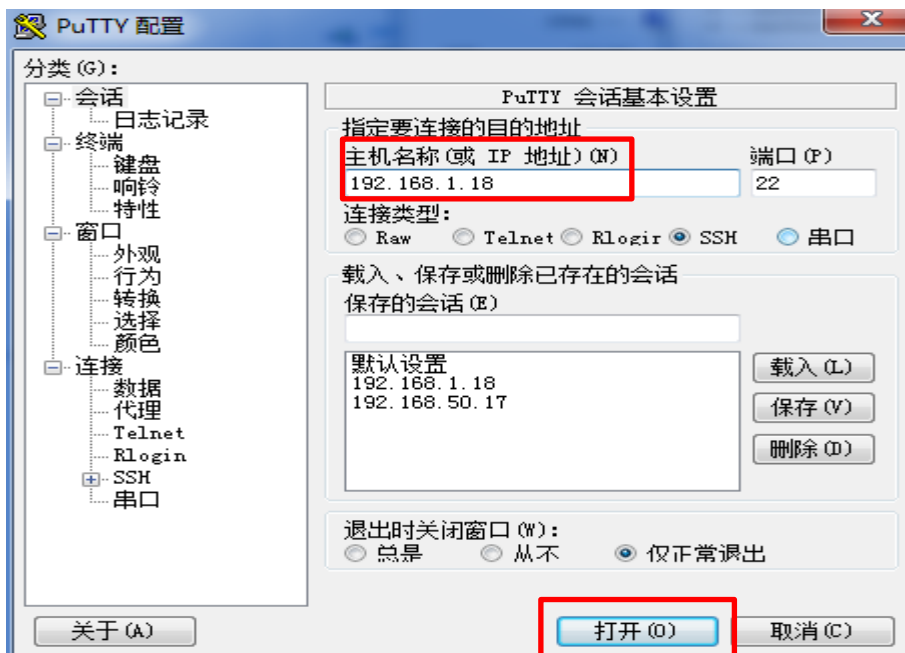 PuTTY 配置
分类(G):
会话
日志记录
终端
键盘
响铃
特性
窗口
外观
行为
转换
选择
颜色
连接
数据
代理
Telnet
Rlogin
SSH
串口
PuTTY 会话基本设置
指定要连接的目的地址
主机名称(或 IP 地址)(N) 端口(P)
192.168.1.18 22
连接类型:
Raw Telnet Rlogir SSH 串口
载入、保存或删除已存在的会话
保存的会话(E)
默认设置
192.168.1.18
192.168.50.17
载入(L)
保存(V)
删除(D)
退出时关闭窗口(W):
总是 从不 仅正常退出
关于(A) 打开(O) 取消(C)